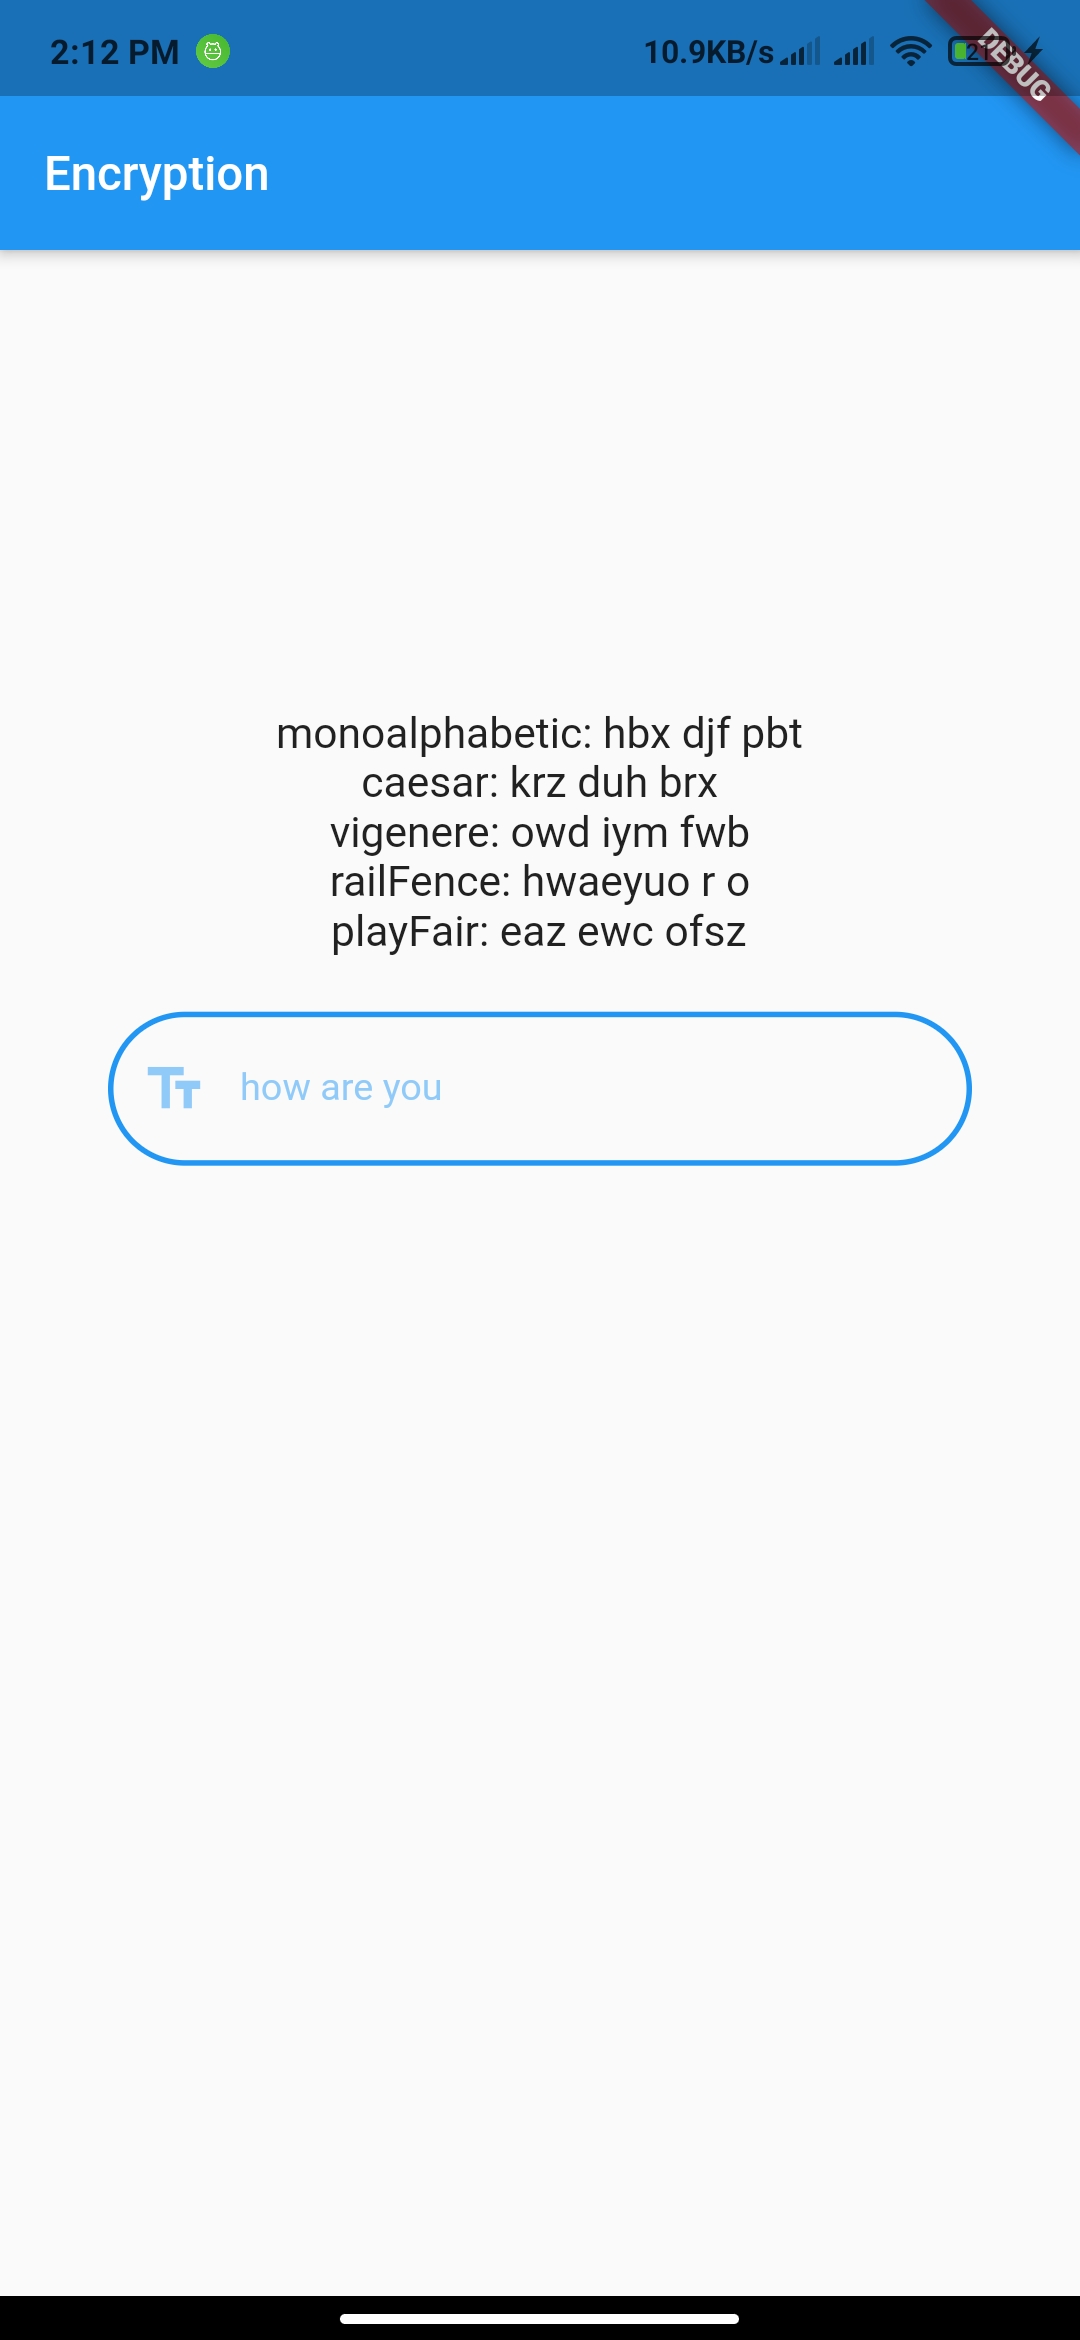 2:12 PM
10.9KB/s
DEBUG
Encryption
monoalphabetic: hbx djf pbt
caesar: krz duh brx
vigenere: owd iym fwb
railFence: hwaeyuo r o
playFair: eaz ewc ofsz
how are you